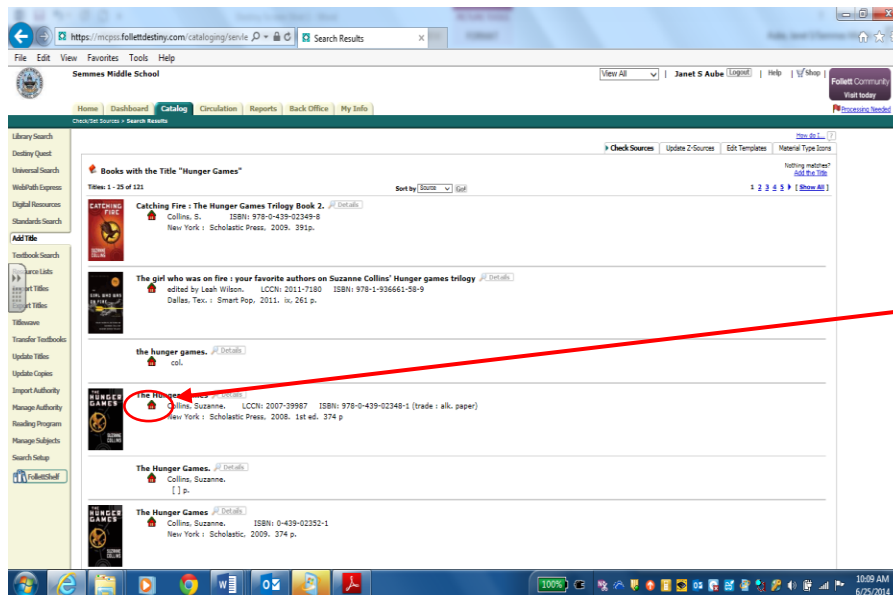 https://mcpss.follettdestiny.com/cataloging/servle
Search Results
File Edit View Favorites Tools Help
Semmes Middle School
View All | Janet S Aube Logout | Help | Shop |
Follett Community
Visit today
Home Dashboard Catalog Circulation Reports Back Office My Info
Processing Needed
Check/Set Sources > Search Results
How do I... ?
Check Sources Update Z-Sources Edit Templates Material Type Icons
Library Search
Destiny Quest
Universal Search
WebPath Express
Digital Resources
Standards Search
Add Title
Textbook Search
Titlewave
Transfer Textbooks
Update Titles
Update Copies
Import Authority
Manage Authority
Reading Program
Manage Subjects
Search Setup
FollettShelf
Books with the Title "Hunger Games"
Nothing matches?
Add the Title
Titles: 1 - 25 of 121
Sort by Source Go!
1 2 3 4 5 [ Show All ]
CATCHING FIRE
Catching Fire : The Hunger Games Trilogy Book 2. Details
Collins, S. ISBN: 978-0-439-02349-8
New York : Scholastic Press, 2009. 391p.
The girl who was on fire : your favorite authors on Suzanne Collins' Hunger games trilogy Details
edited by Leah Wilson. LCCN: 2011-7180 ISBN: 978-1-936661-58-9
Dallas, Tex. : Smart Pop, 2011. ix, 261 p.
the hunger games. Details
col.
THE HUNGER GAMES
The Hunger Games Details
Collins, Suzanne. LCCN: 2007-39987 ISBN: 978-0-439-02348-1 (trade : alk. paper)
New York : Scholastic Press, 2008. 1st ed. 374 p
The Hunger Games. Details
Collins, Suzanne.
[ ] p.
THE HUNGER GAMES
The Hunger Games Details
Collins, Suzanne. ISBN: 0-439-02352-1
New York : Scholastic, 2009. 374 p.
100%
10:09 AM
6/25/2014